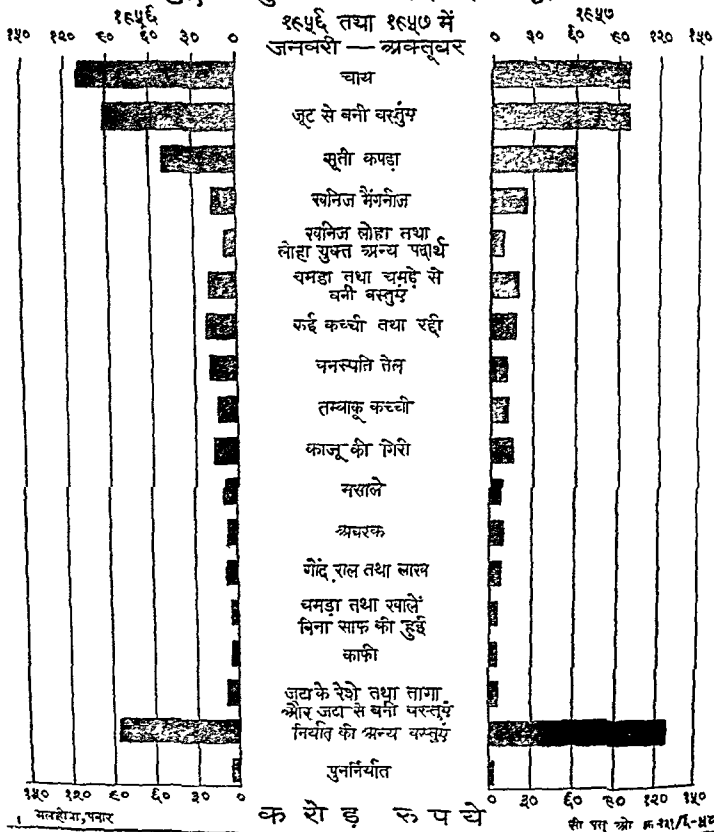 १९५६ १९५७
१९५६ तथा १९५७ में
१५० १२० ९० ६० ३० ० ० ३० ६० ९० १२० १५०
जनवरी — अक्तूबर
चाय
जूट से बनी वस्तुंए
सूती कपड़ा
खनिज मैंगनीज
खनिज लोहा तथा
लोहा युक्त अन्य पदार्थ
चमड़ा तथा चमड़े से
बनी वस्तुएं
रूई कच्ची तथा रद्दी
वनस्पति तेल
तम्बाकू कच्ची
काजू की गिरी
मसाले
अबरक
गोंद, राल तथा लाख
चमड़ा तथा खालें
बिना साफ की हुई
काफी
जटा के रेशे तथा तागा
और जटा से बनी वस्तुएं
निर्यात की अन्य वस्तुएं
पुनर्निर्यात
१५० १२० ९० ६० ३० ० ० ३० ६० ९० १२० १५०
करोड़ रुपये